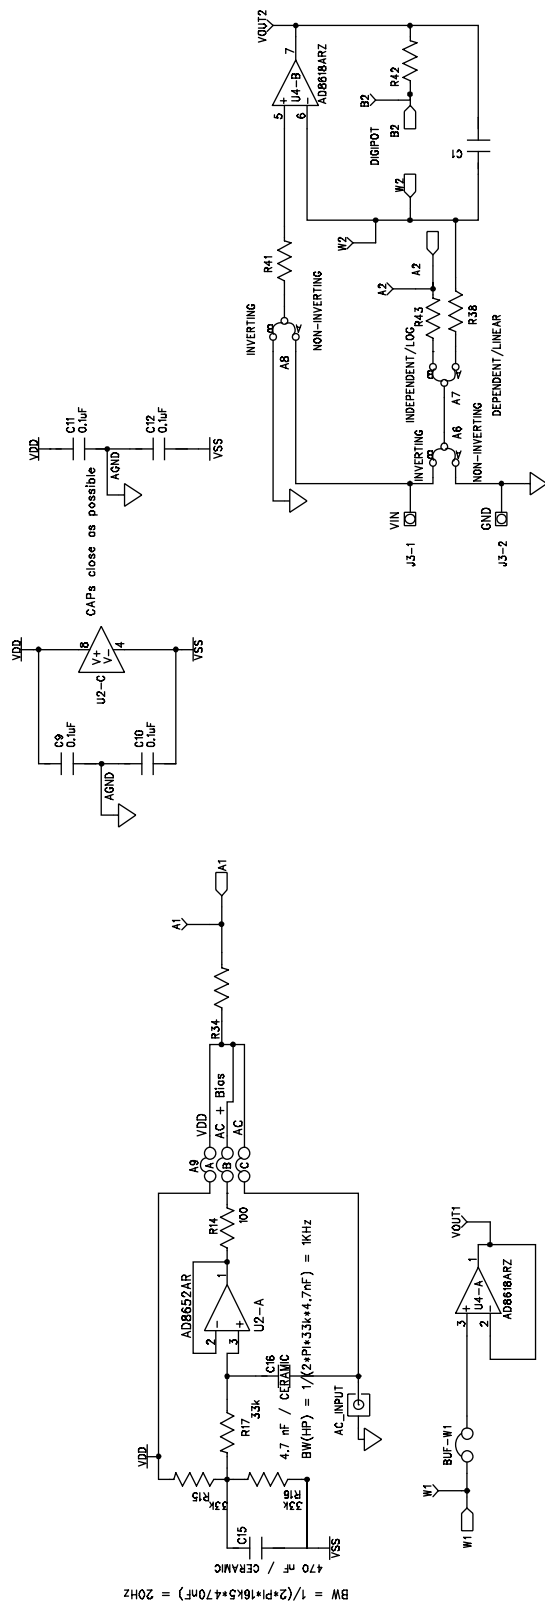 VOUT2
7
U4-B
AD8618ARZ
5
+
6
−
R42
B2
B2
DIGIPOT
C1
W2
W2
R41
A2
A2
INVERTING
B
A
A8
NON-INVERTING
INDEPENDENT/LOG
R43
R38
B
A
A7
DEPENDENT/LINEAR
INVERTING
B
A
A6
NON-INVERTING
VIN
J3-1
GND
J3-2
VDD
C11
0.1uF
AGND
C12
0.1uF
VSS
CAPs close as possible
VDD
8
V+
V−
4
U2-C
VSS
C9
0.1uF
AGND
C10
0.1uF
A1
A1
R34
VDD
AC + Bias
AC
A9
A
B
C
R14
100
AD8652AR
1
2
−
3
+
U2-A
VDD
R17
33k
C16
4.7 nF / CERAMIC
BW(HP) = 1/(2*PI*33k*4.7nF) = 1KHz
AC_INPUT
R15
33k
R16
33k
C15
470 nF / CERAMIC
VSS
BW = 1/(2*PI*16k5*470nF) = 20Hz
VOUT1
1
U4-A
AD8618ARZ
3
+
2
−
BUF-W1
W1
W1